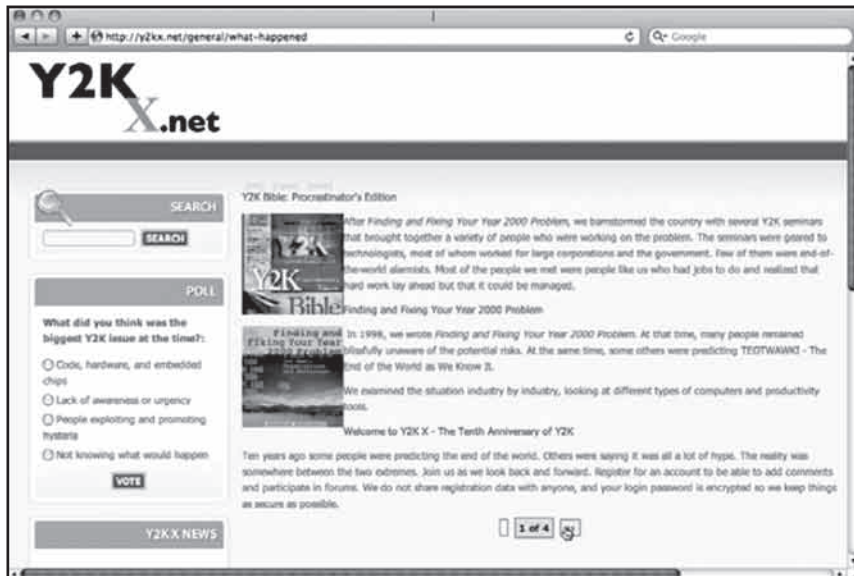 http://y2kx.net/general/what-happened
Google
Y2K
X.net
SEARCH
SEARCH
POLL
What did you think was the
biggest Y2K issue at the time?:
Code, hardware, and embedded
chips
Lack of awareness or urgency
People exploiting and promoting
hysteria
Not knowing what would happen
VOTE
Y2KX NEWS
Y2K Bible: Procrastinator's Edition
Y2K
Y2K
Bible
After Finding and Fixing Your Year 2000 Problem, we barnstormed the country with several Y2K seminars
that brought together a variety of people who were working on the problem. The seminars were geared to
technologists, most of whom worked for large corporations and the government. Few of them were end-of-
the-world alarmists. Most of the people we met were people like us who had jobs to do and realized that
hard work lay ahead but that it could be managed.
Finding and Fixing Your Year 2000 Problem
Finding and
Fixing Your Year
2000 Problem
In 1998, we wrote Finding and Fixing Your Year 2000 Problem. At that time, many people remained
blissfully unaware of the potential risks. At the same time, some others were predicting TEOTWAWKI - The
End of the World as We Know It.
We examined the situation industry by industry, looking at different types of computers and productivity
tools.
Welcome to Y2K X - The Tenth Anniversary of Y2K
Ten years ago some people were predicting the end of the world. Others were saying it was all a lot of hype. The reality was
somewhere between the two extremes. Join us as we look back and forward. Register for an account to be able to add comments
and participate in forums. We do not share registration data with anyone, and your login password is encrypted so we keep things
as secure as possible.
1 of 4